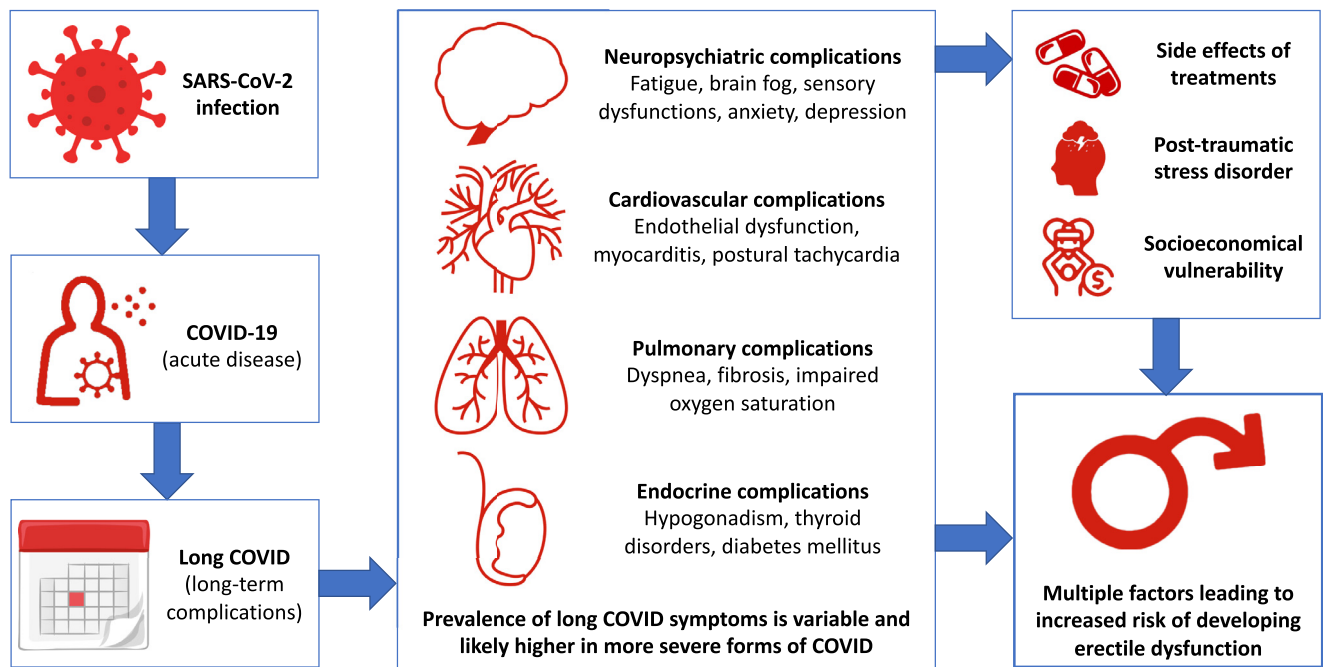 SARS-CoV-2
infection
COVID-19
(acute disease)
Long COVID
(long-term
complications)
Neuropsychiatric complications
Fatigue, brain fog, sensory
dysfunctions, anxiety, depression
Cardiovascular complications
Endothelial dysfunction,
myocarditis, postural tachycardia
Pulmonary complications
Dyspnea, fibrosis, impaired
oxygen saturation
Endocrine complications
Hypogonadism, thyroid
disorders, diabetes mellitus
Prevalence of long COVID symptoms is variable and
likely higher in more severe forms of COVID
Side effects of
treatments
Post-traumatic
stress disorder
$
Socioeconomical
vulnerability
Multiple factors leading to
increased risk of developing
erectile dysfunction